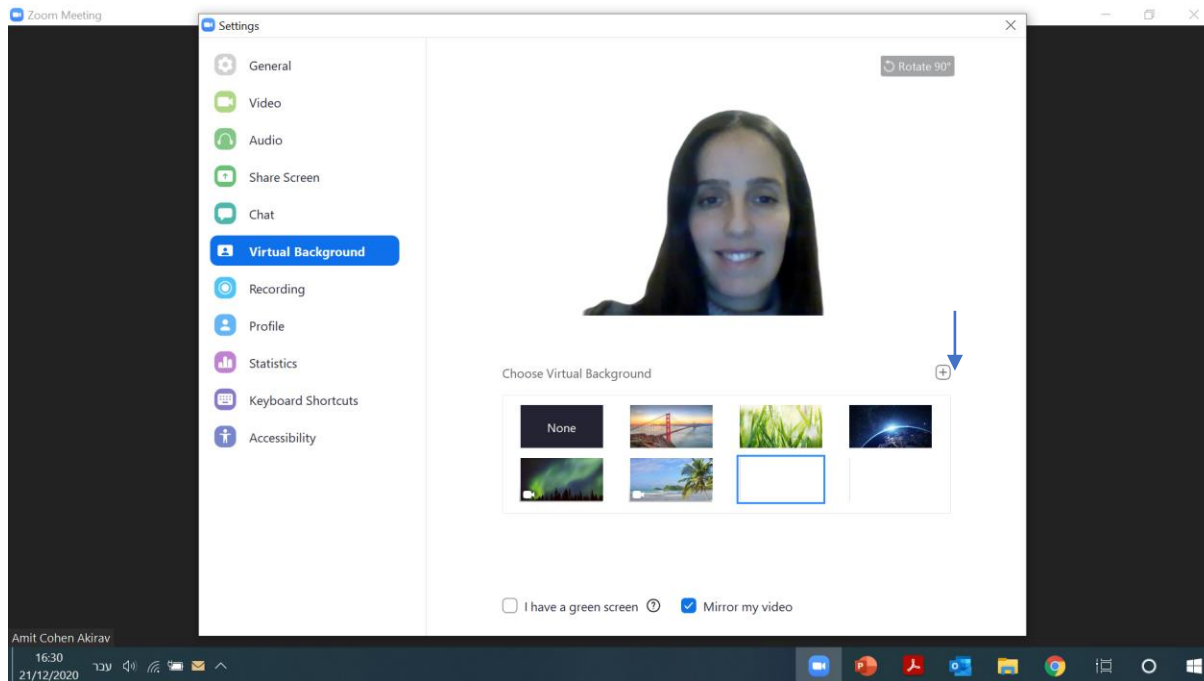 Zoom Meeting
Settings
General
Video
Audio
Share Screen
Chat
Virtual Background
Recording
Profile
Statistics
Keyboard Shortcuts
Accessibility
Rotate 90°
Choose Virtual Background
None
I have a green screen
Mirror my video
Amit Cohen Akirav
16:30
21/12/2020
עבר